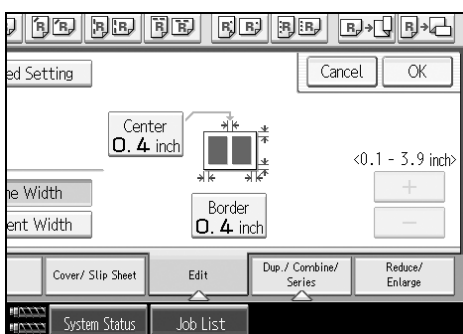 ed Setting
Cancel
OK
Center
0.4 inch
<0.1 - 3.9 inch>
+
ne Width
Border
0.4 inch
ent Width
−
Cover/ Slip Sheet
Edit
Dup./ Combine/
Series
Reduce/
Enlarge
System Status
Job List